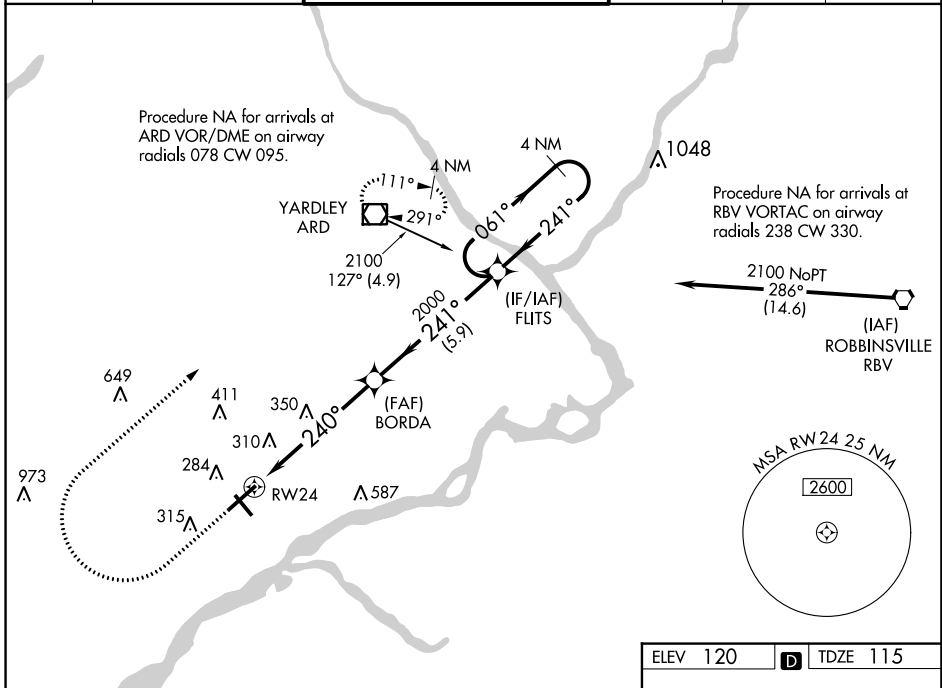 Procedure NA for arrivals at
ARD VOR/DME on airway
radials 078 CW 095.
4 NM
4 NM
1048
111°
YARDLEY
ARD
291°
061°
241°
2100
127° (4.9)
Procedure NA for arrivals at
RBV VORTAC on airway
radials 238 CW 330.
2100 NoPT
286°
(14.6)
(IAF)
ROBBINSVILLE
RBV
(IF/IAF)
FLITS
2000
241°
(5.9)
(FAF)
BORDA
649
411
350
240°
310
973
284
RW24
587
315
MSA RW 24 25 NM
2600
ELEV 120
D
TDZE 115